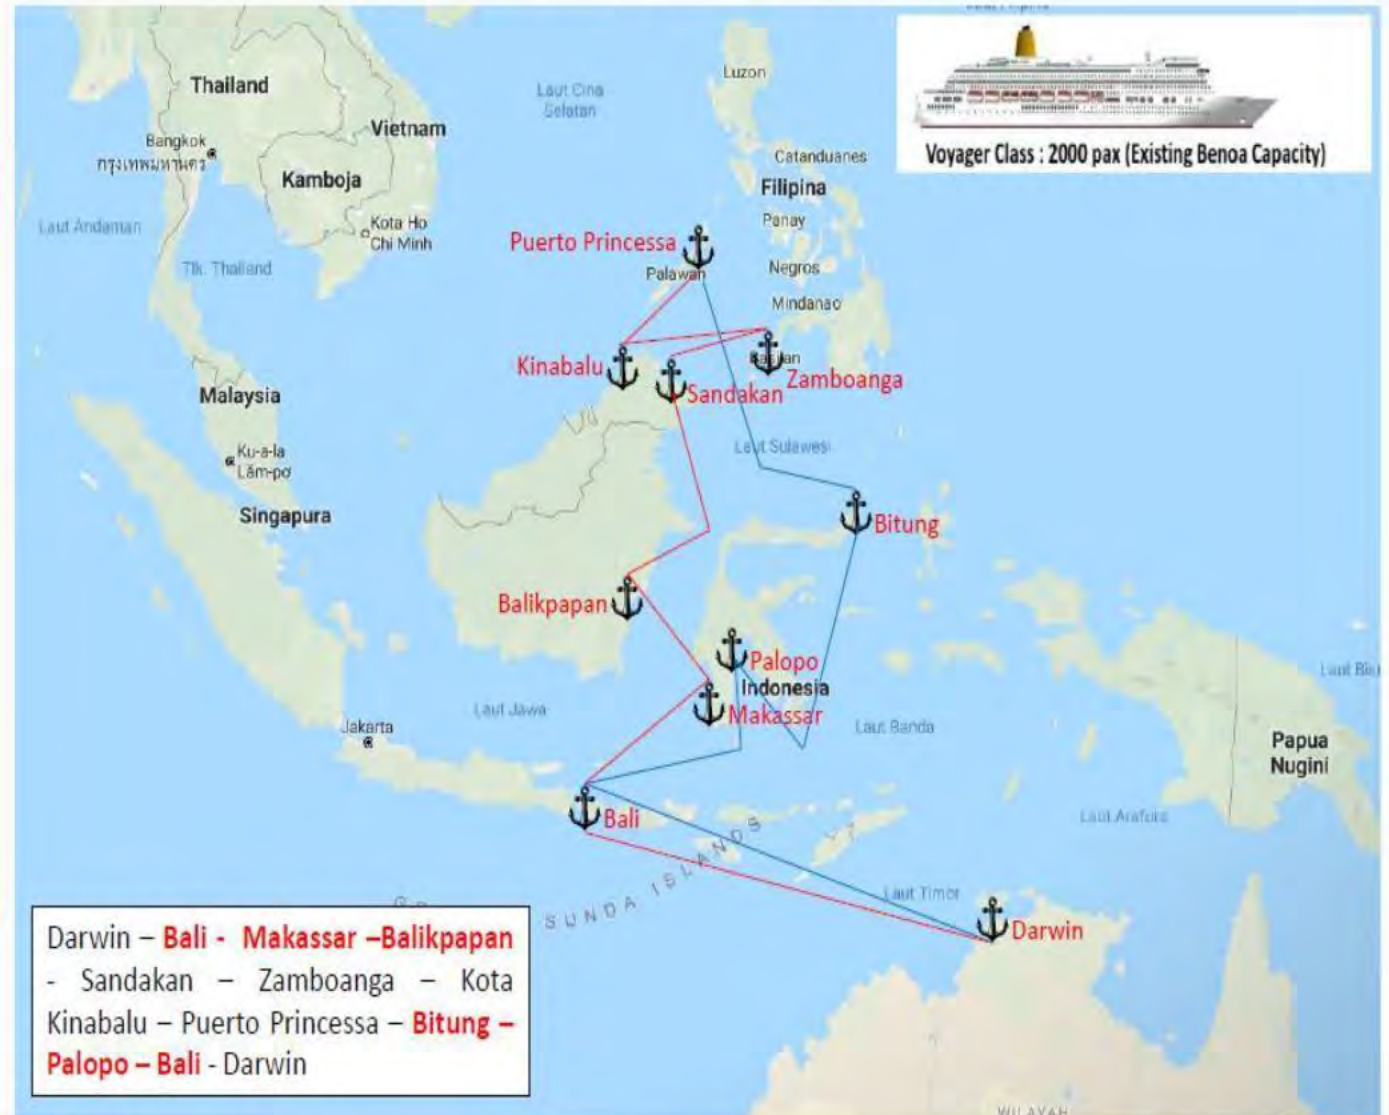 Luzon
Thailand
Laut Cina
Selatan
Vietnam
Voyager Class : 2000 pax (Existing Benoa Capacity)
Bangkok
กรุงเทพมหานคร
Catanduanes
Kamboja
Filipina
Laut Andaman
Kota Ho
Chi Minh
Panay
Puerto Princessa
Tlk. Thailand
Palawan
Negros
Mindanao
Kinabalu
Zamboanga
Malaysia
Sandakan
Laut Sulawesi
Ku-a-la
Lăm-pơ
Singapura
Bitung
Balikpapan
Palopo
Indonesia
Laut Jawa
Makassar
Jakarta
Laut Banda
Papua
Nugini
Bali
Laut Arafura
SUNDA ISLANDS
Laut Timor
Darwin
Darwin – Bali - Makassar –Balikpapan
- Sandakan – Zamboanga – Kota
Kinabalu – Puerto Princessa – Bitung –
Palopo – Bali - Darwin
WILAYAH